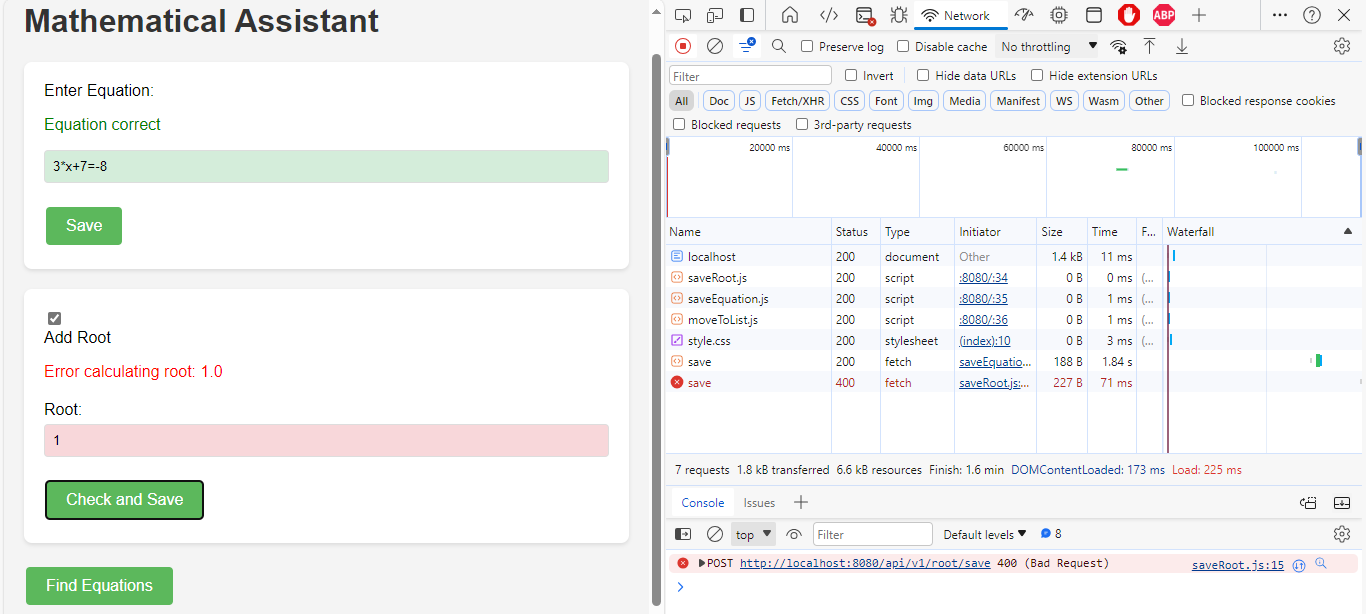 Mathematical Assistant
Enter Equation:
Equation correct
3*x+7=-8
Save
Add Root
Error calculating root: 1.0
Root:
1
Check and Save
Find Equations
Network
ABP
Preserve log Disable cache No throttling
Filter Invert Hide data URLs Hide extension URLs
All Doc JS Fetch/XHR CSS Font Img Media Manifest WS Wasm Other Blocked response cookies
Blocked requests 3rd-party requests
20000 ms 40000 ms 60000 ms 80000 ms 100000 ms
Name Status Type Initiator Size Time F... Waterfall
localhost 200 document Other 1.4 kB 11 ms
saveRoot.js 200 script :8080/:34 0 B 0 ms (...
saveEquation.js 200 script :8080/:35 0 B 1 ms (...
moveToList.js 200 script :8080/:36 0 B 1 ms (...
style.css 200 stylesheet (index):10 0 B 3 ms (...
save 200 fetch saveEquatio... 188 B 1.84 s
save 400 fetch saveRoot.js:... 227 B 71 ms
7 requests 1.8 kB transferred 6.6 kB resources Finish: 1.6 min DOMContentLoaded: 173 ms Load: 225 ms
Console Issues
top Filter Default levels 8
POST http://localhost:8080/api/v1/root/save 400 (Bad Request) saveRoot.js:15